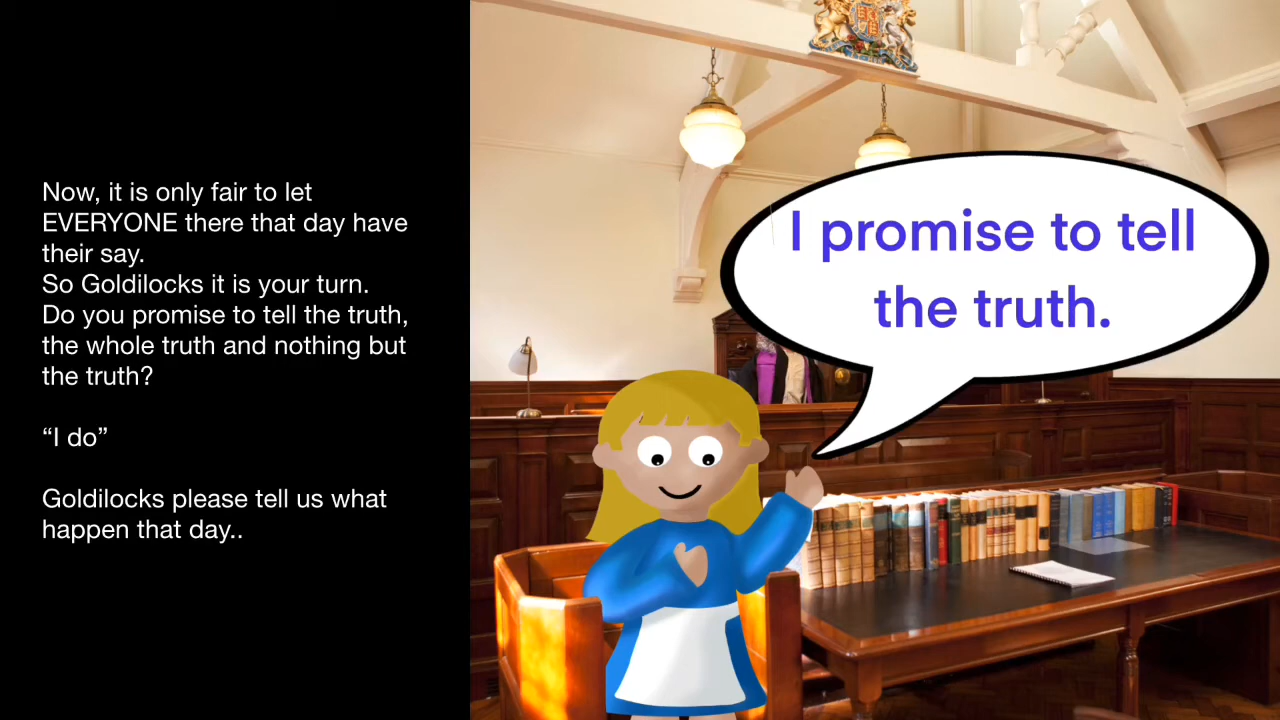 Now, it is only fair to let
EVERYONE there that day have
their say.
So Goldilocks it is your turn.
Do you promise to tell the truth,
the whole truth and nothing but
the truth?
“I do”
Goldilocks please tell us what
happen that day..
I promise to tell
the truth.